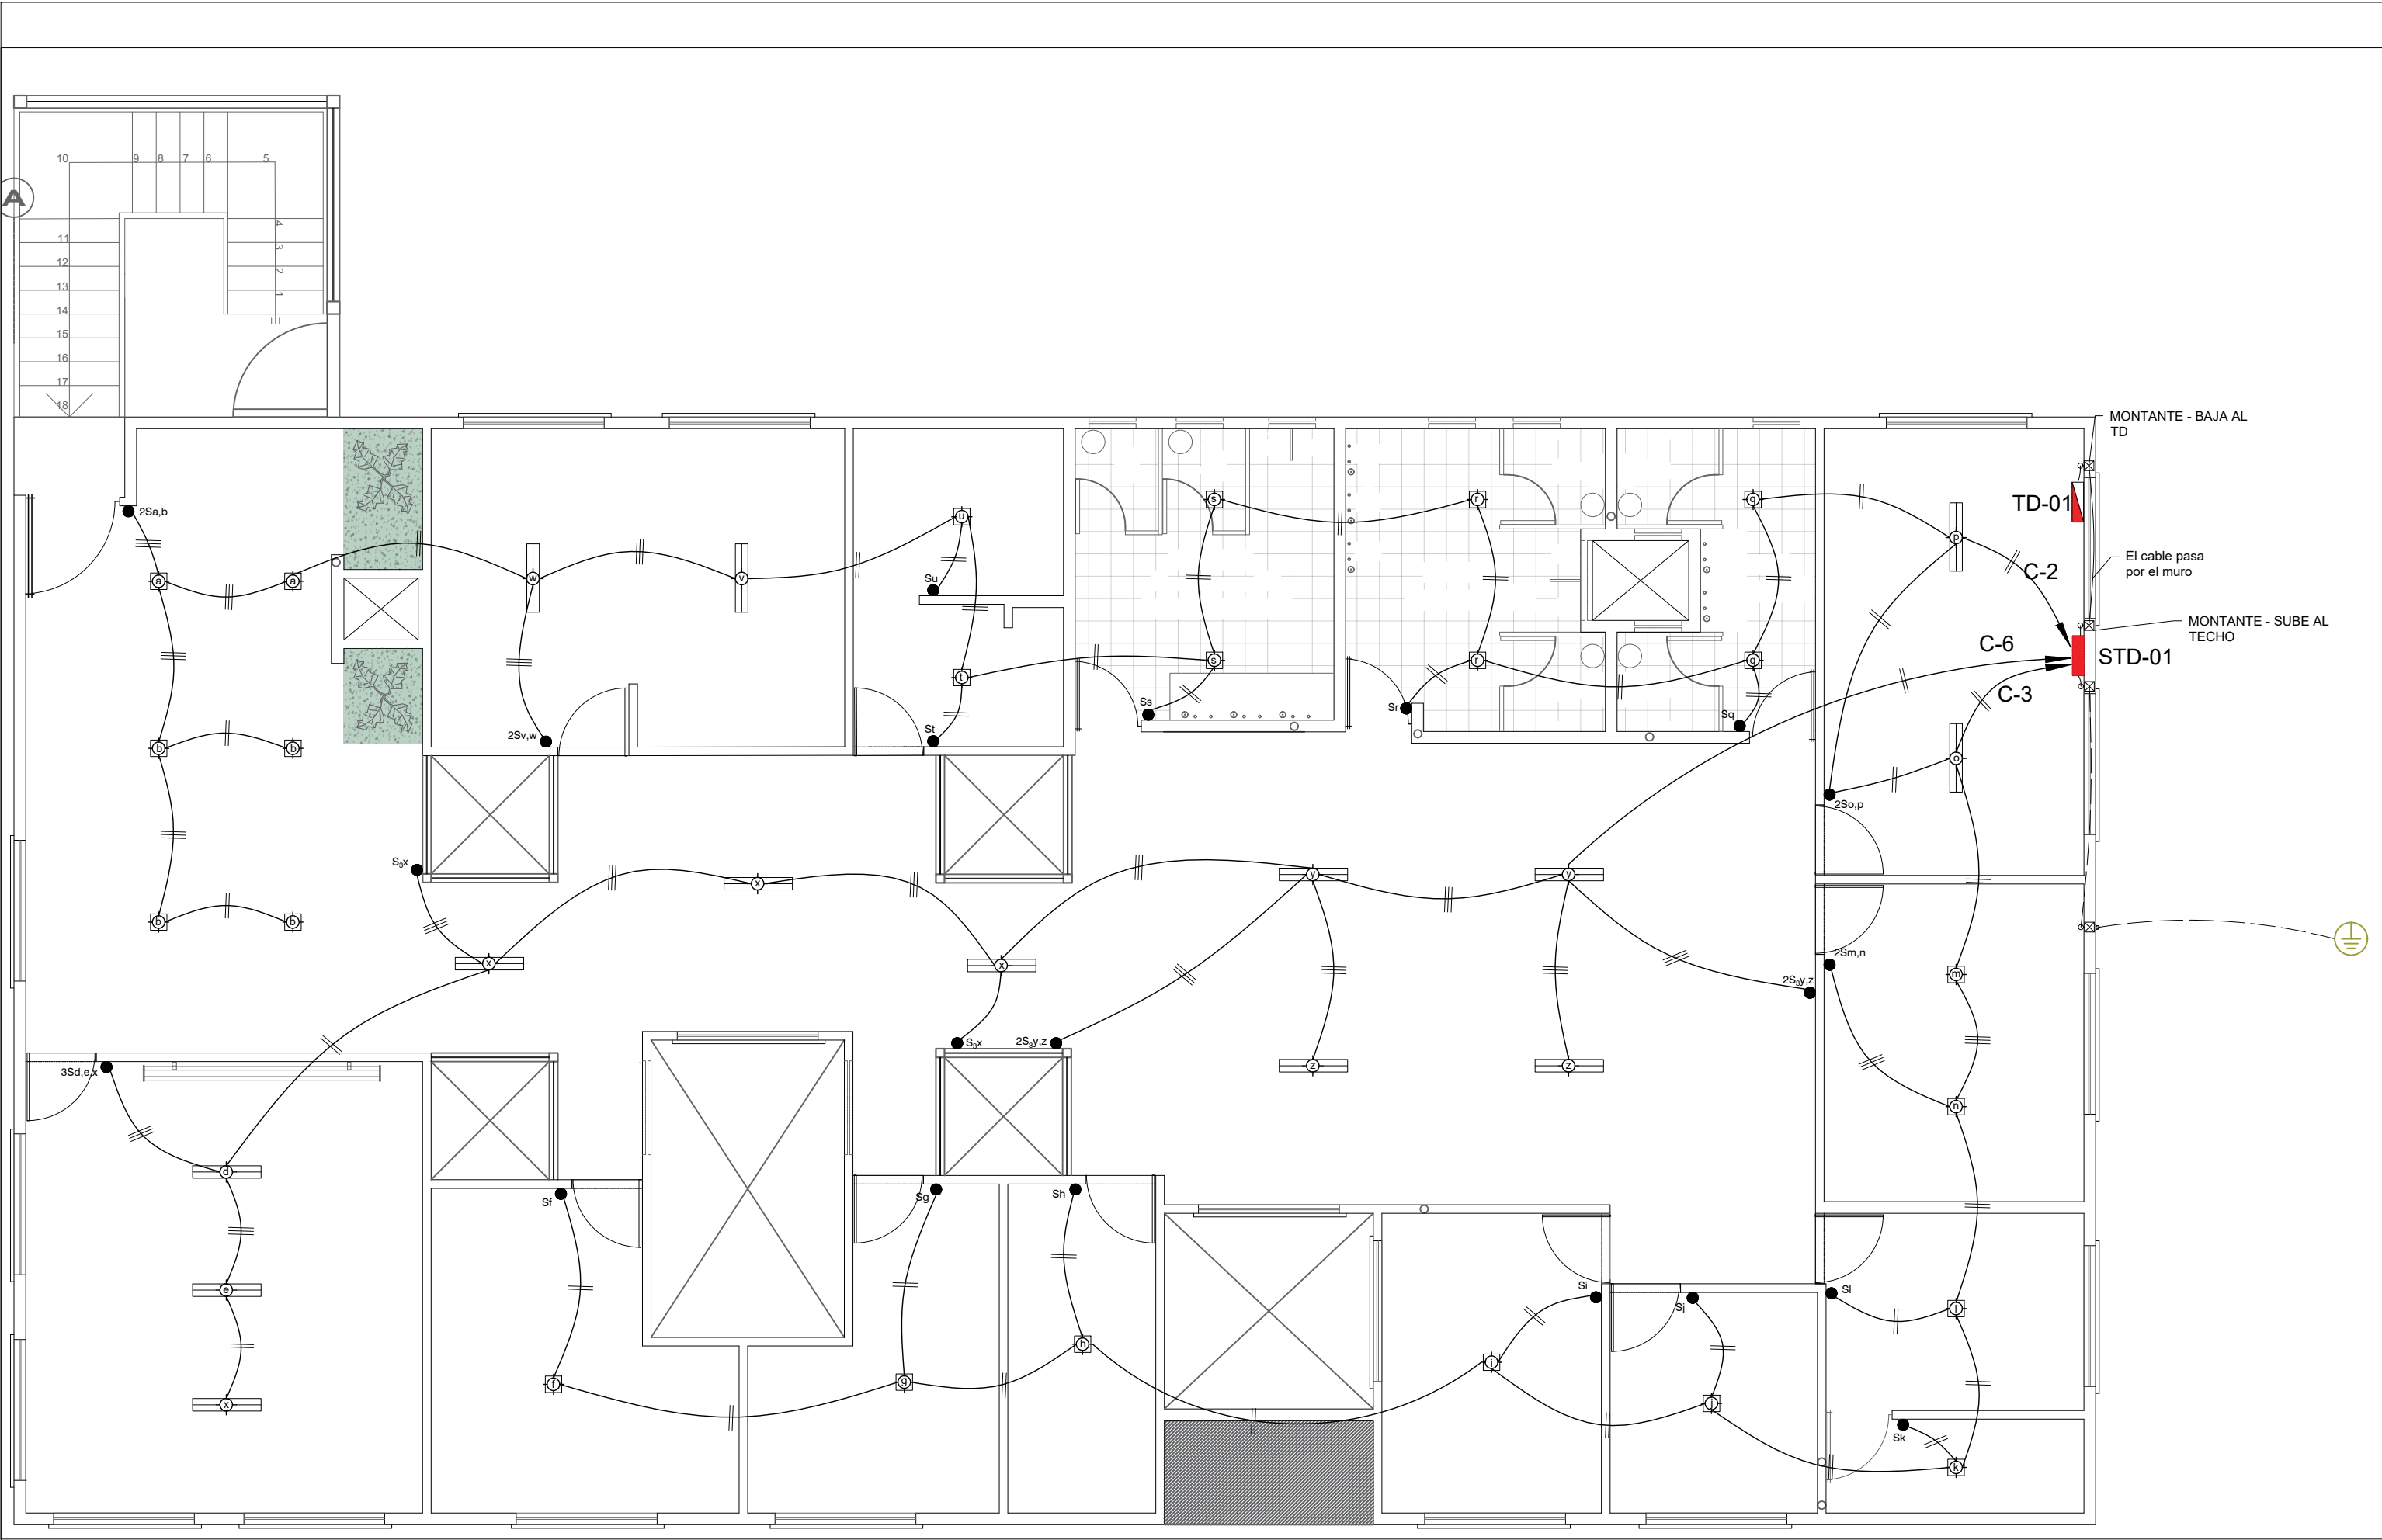 10
9
8
7
6
5
A
4
3
2
1
11
12
13
14
15
16
17
18
MONTANTE - BAJA AL
TD
TD-01
El cable pasa
por el muro
C-2
MONTANTE - SUBE AL
TECHO
C-6
STD-01
C-3
2Sa,b
a
a
w
v
u
Su
s
r
q
p
b
b
t
s
r
q
Ss
Sr
Sq
St
2Sv,w
o
2So,p
S3x
x
y
y
b
b
x
x
2Sm,n
m
2S3y,z
S3x
2S3y,z
z
z
3Sd,e,x
n
d
Sf
Sg
Sh
e
Si
Sj
Sl
l
h
i
f
g
x
j
Sk
k